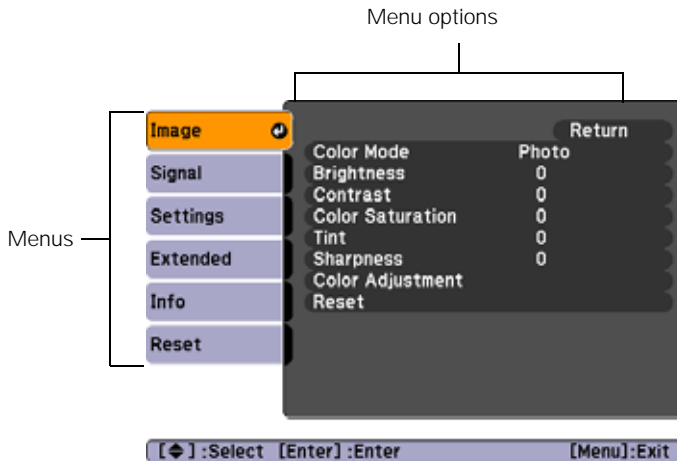 Menu options
Menus
Image
Signal
Settings
Extended
Info
Reset
Return
Color Mode Photo
Brightness 0
Contrast 0
Color Saturation 0
Tint 0
Sharpness 0
Color Adjustment
Reset
[◆] :Select [Enter] :Enter [Menu]:Exit